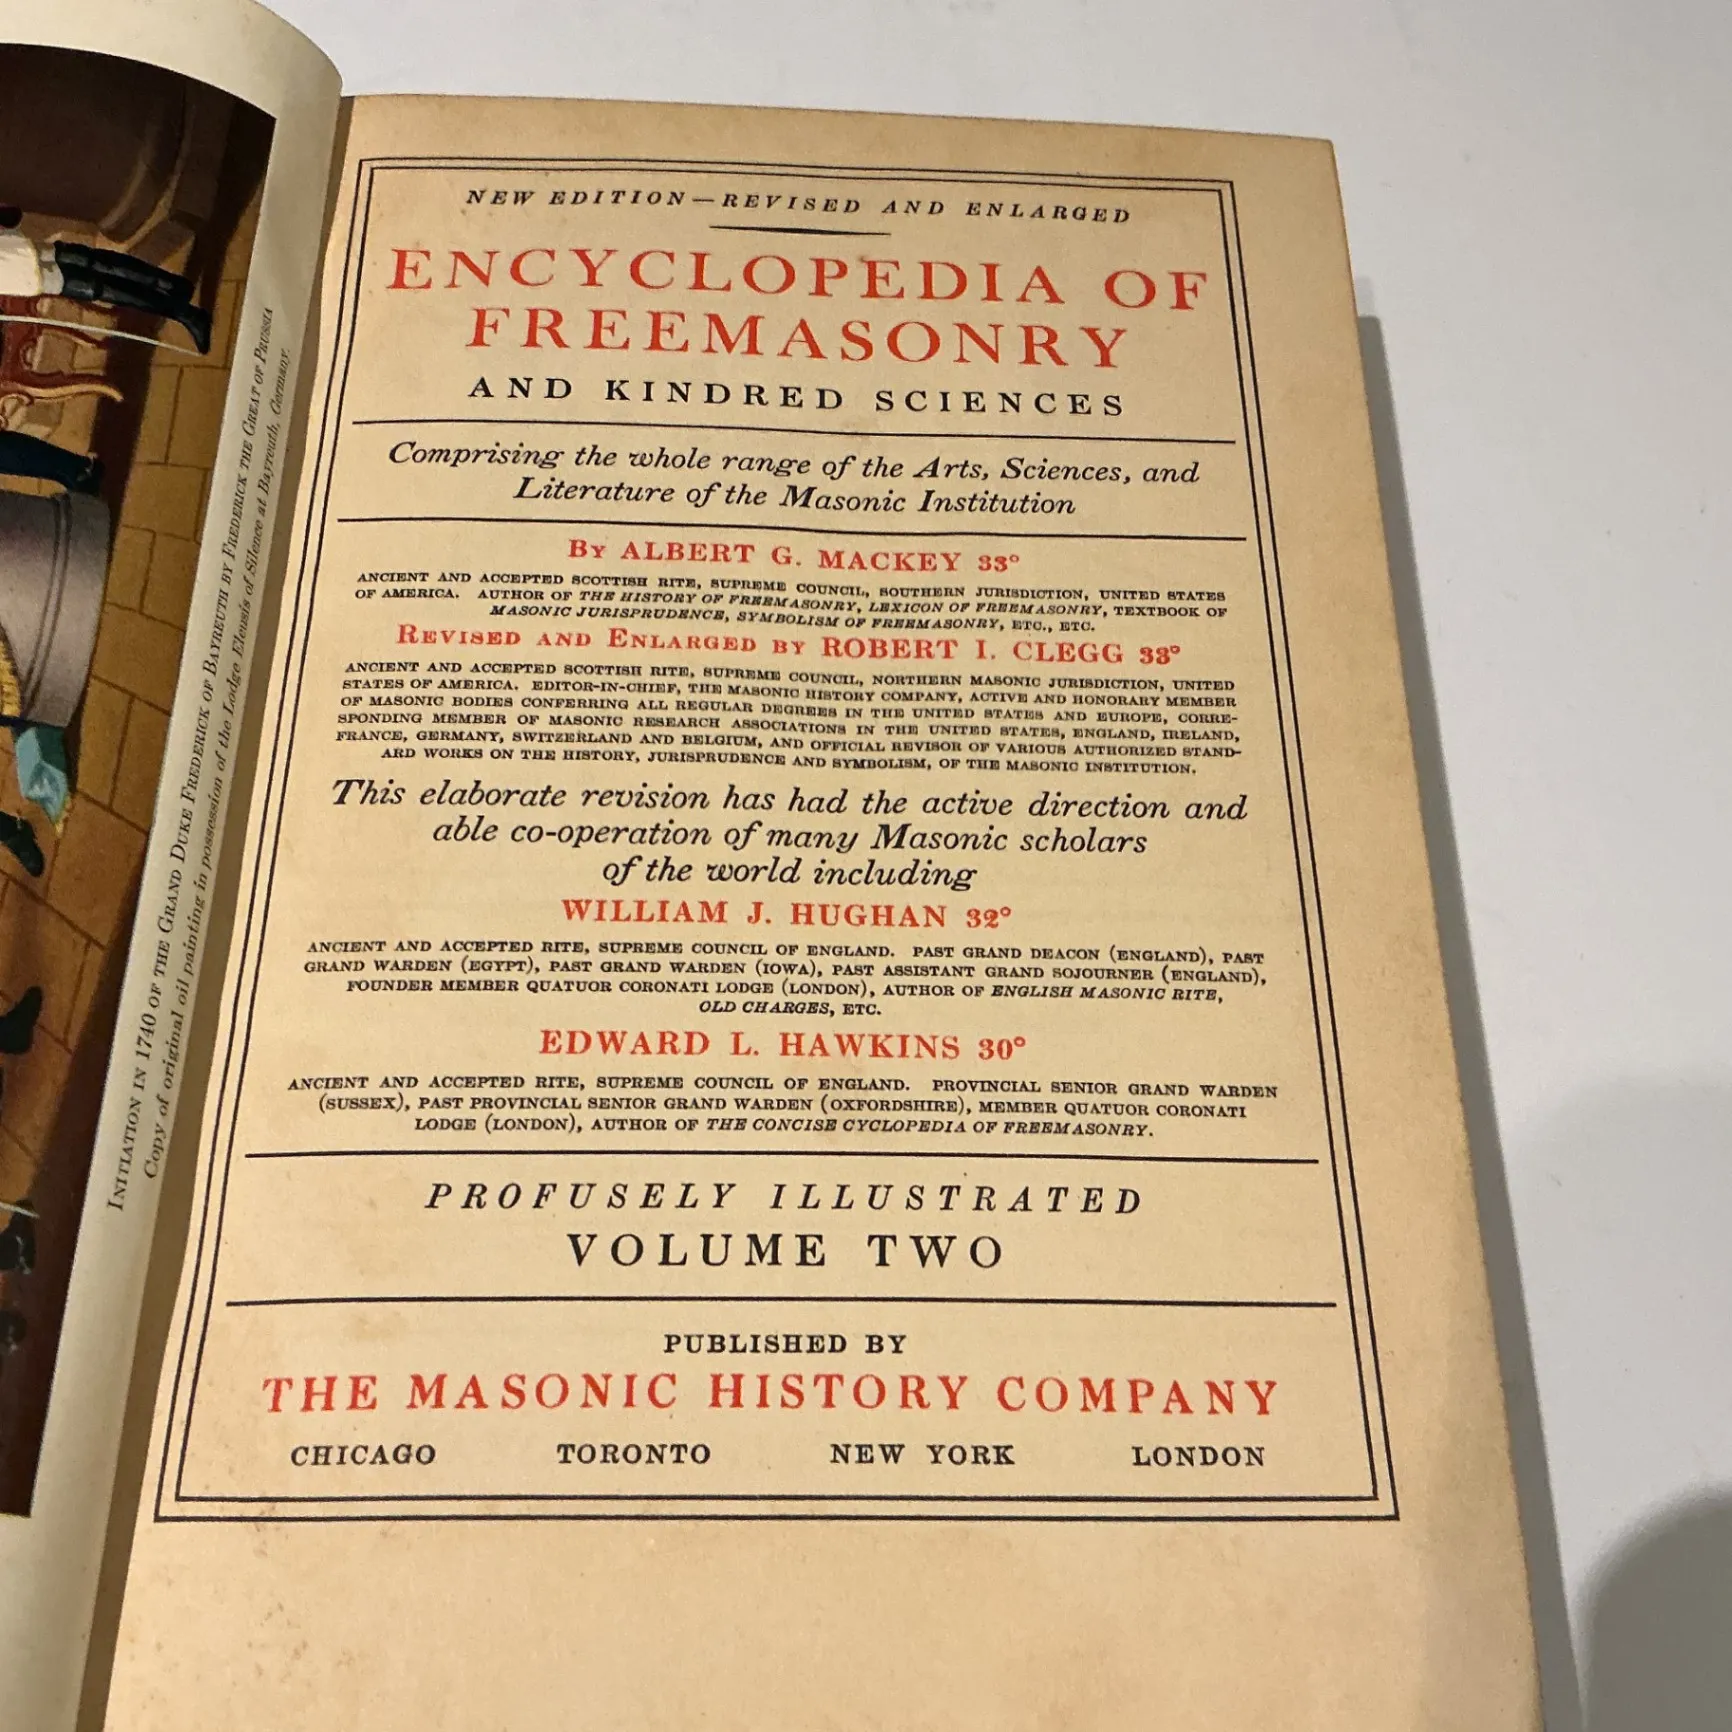 INITIATION IN 1740 OF THE GRAND DUKE FREDERICK OF BAYREUTH BY FREDERICK THE GREAT OF PRUSSIA
Copy of original oil painting in possession of the Lodge Eleusis of Silence at Bayreuth, Germany.
NEW EDITION—REVISED AND ENLARGED
ENCYCLOPEDIA OF
FREEMASONRY
AND KINDRED SCIENCES
Comprising the whole range of the Arts, Sciences, and
Literature of the Masonic Institution
By ALBERT G. MACKEY 33°
ANCIENT AND ACCEPTED SCOTTISH RITE, SUPREME COUNCIL, SOUTHERN JURISDICTION, UNITED STATES
OF AMERICA. AUTHOR OF THE HISTORY OF FREEMASONRY, LEXICON OF FREEMASONRY, TEXTBOOK OF
MASONIC JURISPRUDENCE, SYMBOLISM OF FREEMASONRY, ETC., ETC.
REVISED AND ENLARGED BY ROBERT I. CLEGG 33°
ANCIENT AND ACCEPTED SCOTTISH RITE, SUPREME COUNCIL, NORTHERN MASONIC JURISDICTION, UNITED
STATES OF AMERICA. EDITOR-IN-CHIEF, THE MASONIC HISTORY COMPANY, ACTIVE AND HONORARY MEMBER
OF MASONIC BODIES CONFERRING ALL REGULAR DEGREES IN THE UNITED STATES AND EUROPE, CORRE-
SPONDING MEMBER OF MASONIC RESEARCH ASSOCIATIONS IN THE UNITED STATES, ENGLAND, IRELAND,
FRANCE, GERMANY, SWITZERLAND AND BELGIUM, AND OFFICIAL REVISOR OF VARIOUS AUTHORIZED STAND-
ARD WORKS ON THE HISTORY, JURISPRUDENCE AND SYMBOLISM, OF THE MASONIC INSTITUTION.
This elaborate revision has had the active direction and
able co-operation of many Masonic scholars
of the world including
WILLIAM J. HUGHAN 32°
ANCIENT AND ACCEPTED RITE, SUPREME COUNCIL OF ENGLAND. PAST GRAND DEACON (ENGLAND), PAST
GRAND WARDEN (EGYPT), PAST GRAND WARDEN (IOWA), PAST ASSISTANT GRAND SOJOURNER (ENGLAND),
FOUNDER MEMBER QUATUOR CORONATI LODGE (LONDON), AUTHOR OF ENGLISH MASONIC RITE,
OLD CHARGES, ETC.
EDWARD L. HAWKINS 30°
ANCIENT AND ACCEPTED RITE, SUPREME COUNCIL OF ENGLAND. PROVINCIAL SENIOR GRAND WARDEN
(SUSSEX), PAST PROVINCIAL SENIOR GRAND WARDEN (OXFORDSHIRE), MEMBER QUATUOR CORONATI
LODGE (LONDON), AUTHOR OF THE CONCISE CYCLOPEDIA OF FREEMASONRY.
PROFUSELY ILLUSTRATED
VOLUME TWO
PUBLISHED BY
THE MASONIC HISTORY COMPANY
CHICAGO TORONTO NEW YORK LONDON